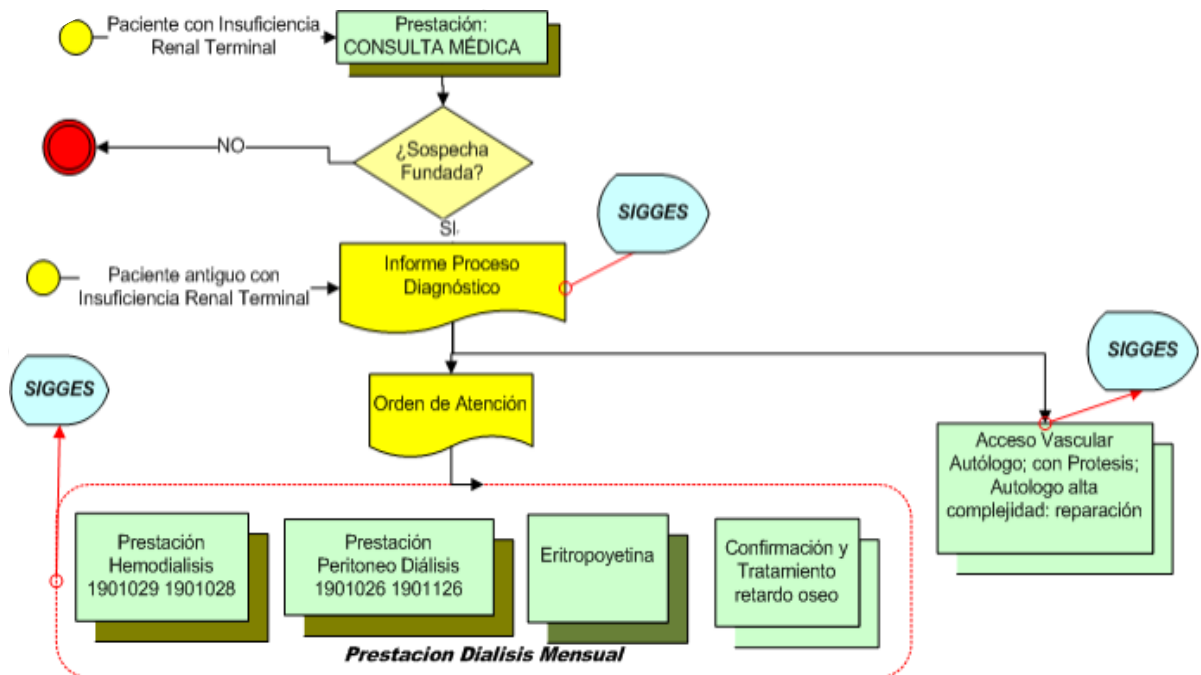 Paciente con Insuficiencia
Renal Terminal
Prestación:
CONSULTA MÉDICA
¿Sospecha
Fundada?
NO
SI.
SIGGES
Paciente antiguo con
Insuficiencia Renal Terminal
Informe Proceso
Diagnóstico
SIGGES
SIGGES
Orden de Atención
Acceso Vascular
Autólogo; con Protesis;
Autologo alta
complejidad: reparación
Prestación
Hemodialisis
1901029 1901028
Prestación
Peritoneo Diálisis
1901026 1901126
Eritropoyetina
Confirmación y
Tratamiento
retardo oseo
Prestacion Dialisis Mensual